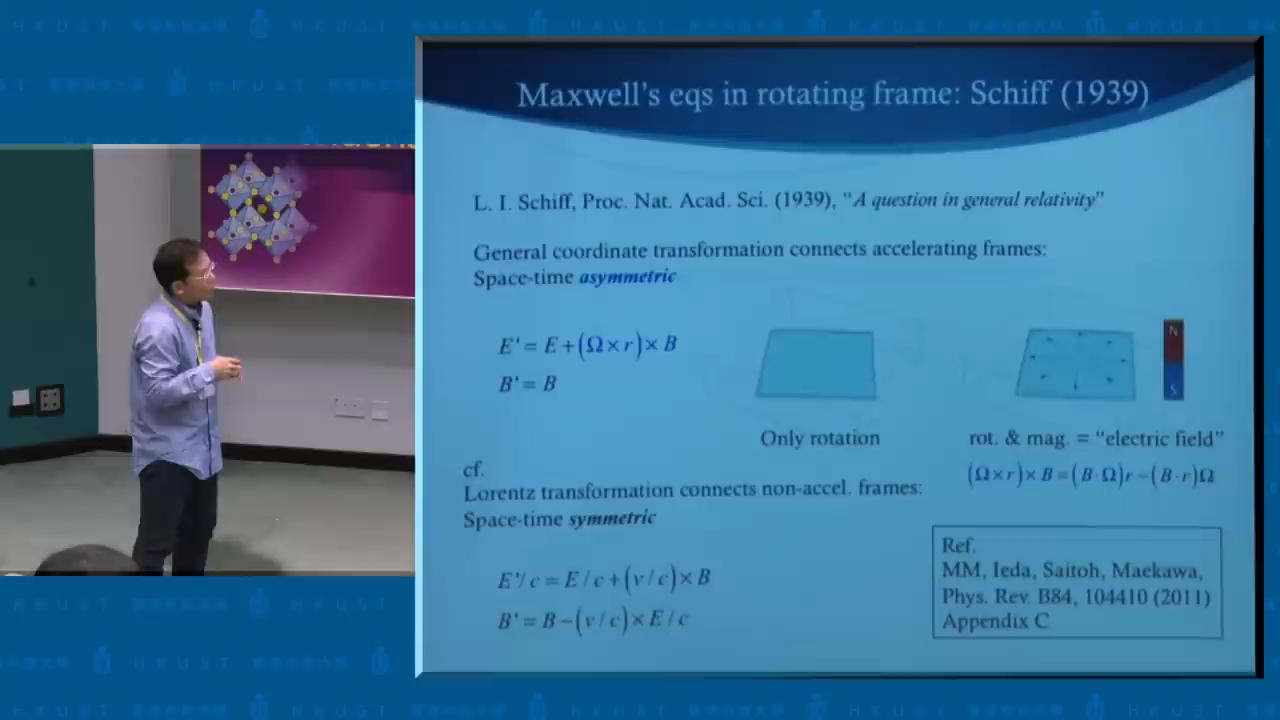 HKUST
Maxwell's eqs in rotating frame: Schiff (1939)
L. I. Schiff, Proc. Nat. Acad. Sci. (1939), "A question in general relativity"
General coordinate transformation connects accelerating frames:
Space-time asymmetric
E' = E + (Ω × r) × B
B' = B
N
S
Only rotation
rot. & mag. = "electric field"
(Ω × r) × B = (B · Ω)r − (B · r)Ω
cf.
Lorentz transformation connects non-accel. frames:
Space-time symmetric
E'/c = E/c + (v/c) × B
B' = B − (v/c) × E/c
Ref.
MM, Ieda, Saitoh, Maekawa,
Phys. Rev. B84, 104410 (2011)
Appendix C
HKUST